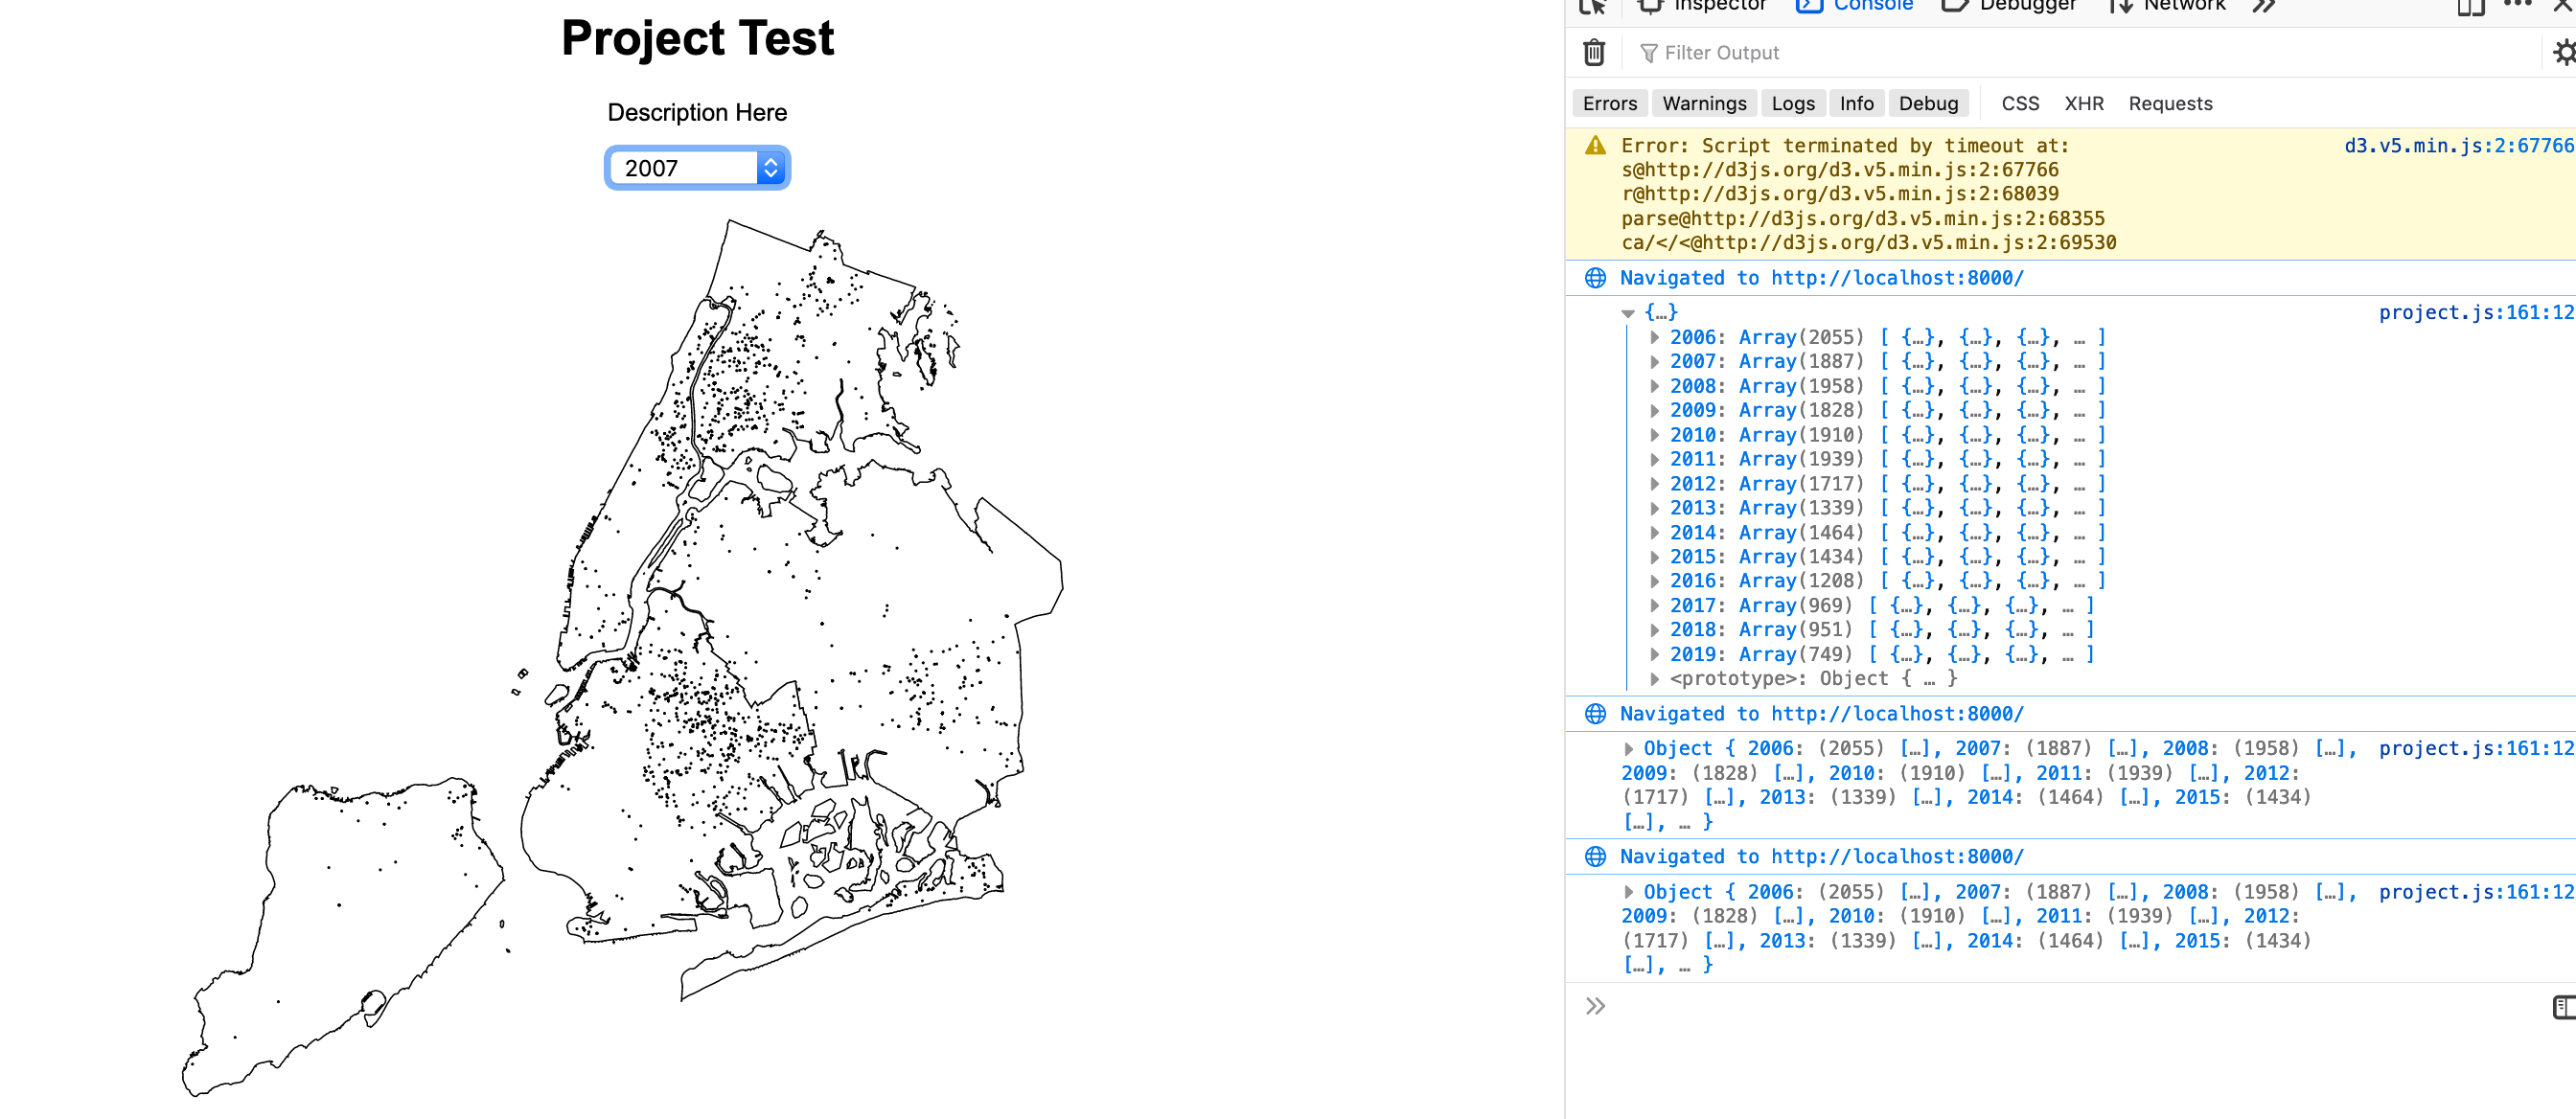 Project Test
Description Here
2007
Inspector Console Debugger Network
Filter Output
Errors Warnings Logs Info Debug CSS XHR Requests
Error: Script terminated by timeout at: d3.v5.min.js:2:67766
s@http://d3js.org/d3.v5.min.js:2:67766
r@http://d3js.org/d3.v5.min.js:2:68039
parse@http://d3js.org/d3.v5.min.js:2:68355
ca/</<@http://d3js.org/d3.v5.min.js:2:69530
Navigated to http://localhost:8000/
{…} project.js:161:12
2006: Array(2055) [ {…}, {…}, {…}, … ]
2007: Array(1887) [ {…}, {…}, {…}, … ]
2008: Array(1958) [ {…}, {…}, {…}, … ]
2009: Array(1828) [ {…}, {…}, {…}, … ]
2010: Array(1910) [ {…}, {…}, {…}, … ]
2011: Array(1939) [ {…}, {…}, {…}, … ]
2012: Array(1717) [ {…}, {…}, {…}, … ]
2013: Array(1339) [ {…}, {…}, {…}, … ]
2014: Array(1464) [ {…}, {…}, {…}, … ]
2015: Array(1434) [ {…}, {…}, {…}, … ]
2016: Array(1208) [ {…}, {…}, {…}, … ]
2017: Array(969) [ {…}, {…}, {…}, … ]
2018: Array(951) [ {…}, {…}, {…}, … ]
2019: Array(749) [ {…}, {…}, {…}, … ]
<prototype>: Object { … }
Navigated to http://localhost:8000/
Object { 2006: (2055) […], 2007: (1887) […], 2008: (1958) […], project.js:161:12
2009: (1828) […], 2010: (1910) […], 2011: (1939) […], 2012:
(1717) […], 2013: (1339) […], 2014: (1464) […], 2015: (1434)
[…], … }
Navigated to http://localhost:8000/
Object { 2006: (2055) […], 2007: (1887) […], 2008: (1958) […], project.js:161:12
2009: (1828) […], 2010: (1910) […], 2011: (1939) […], 2012:
(1717) […], 2013: (1339) […], 2014: (1464) […], 2015: (1434)
[…], … }